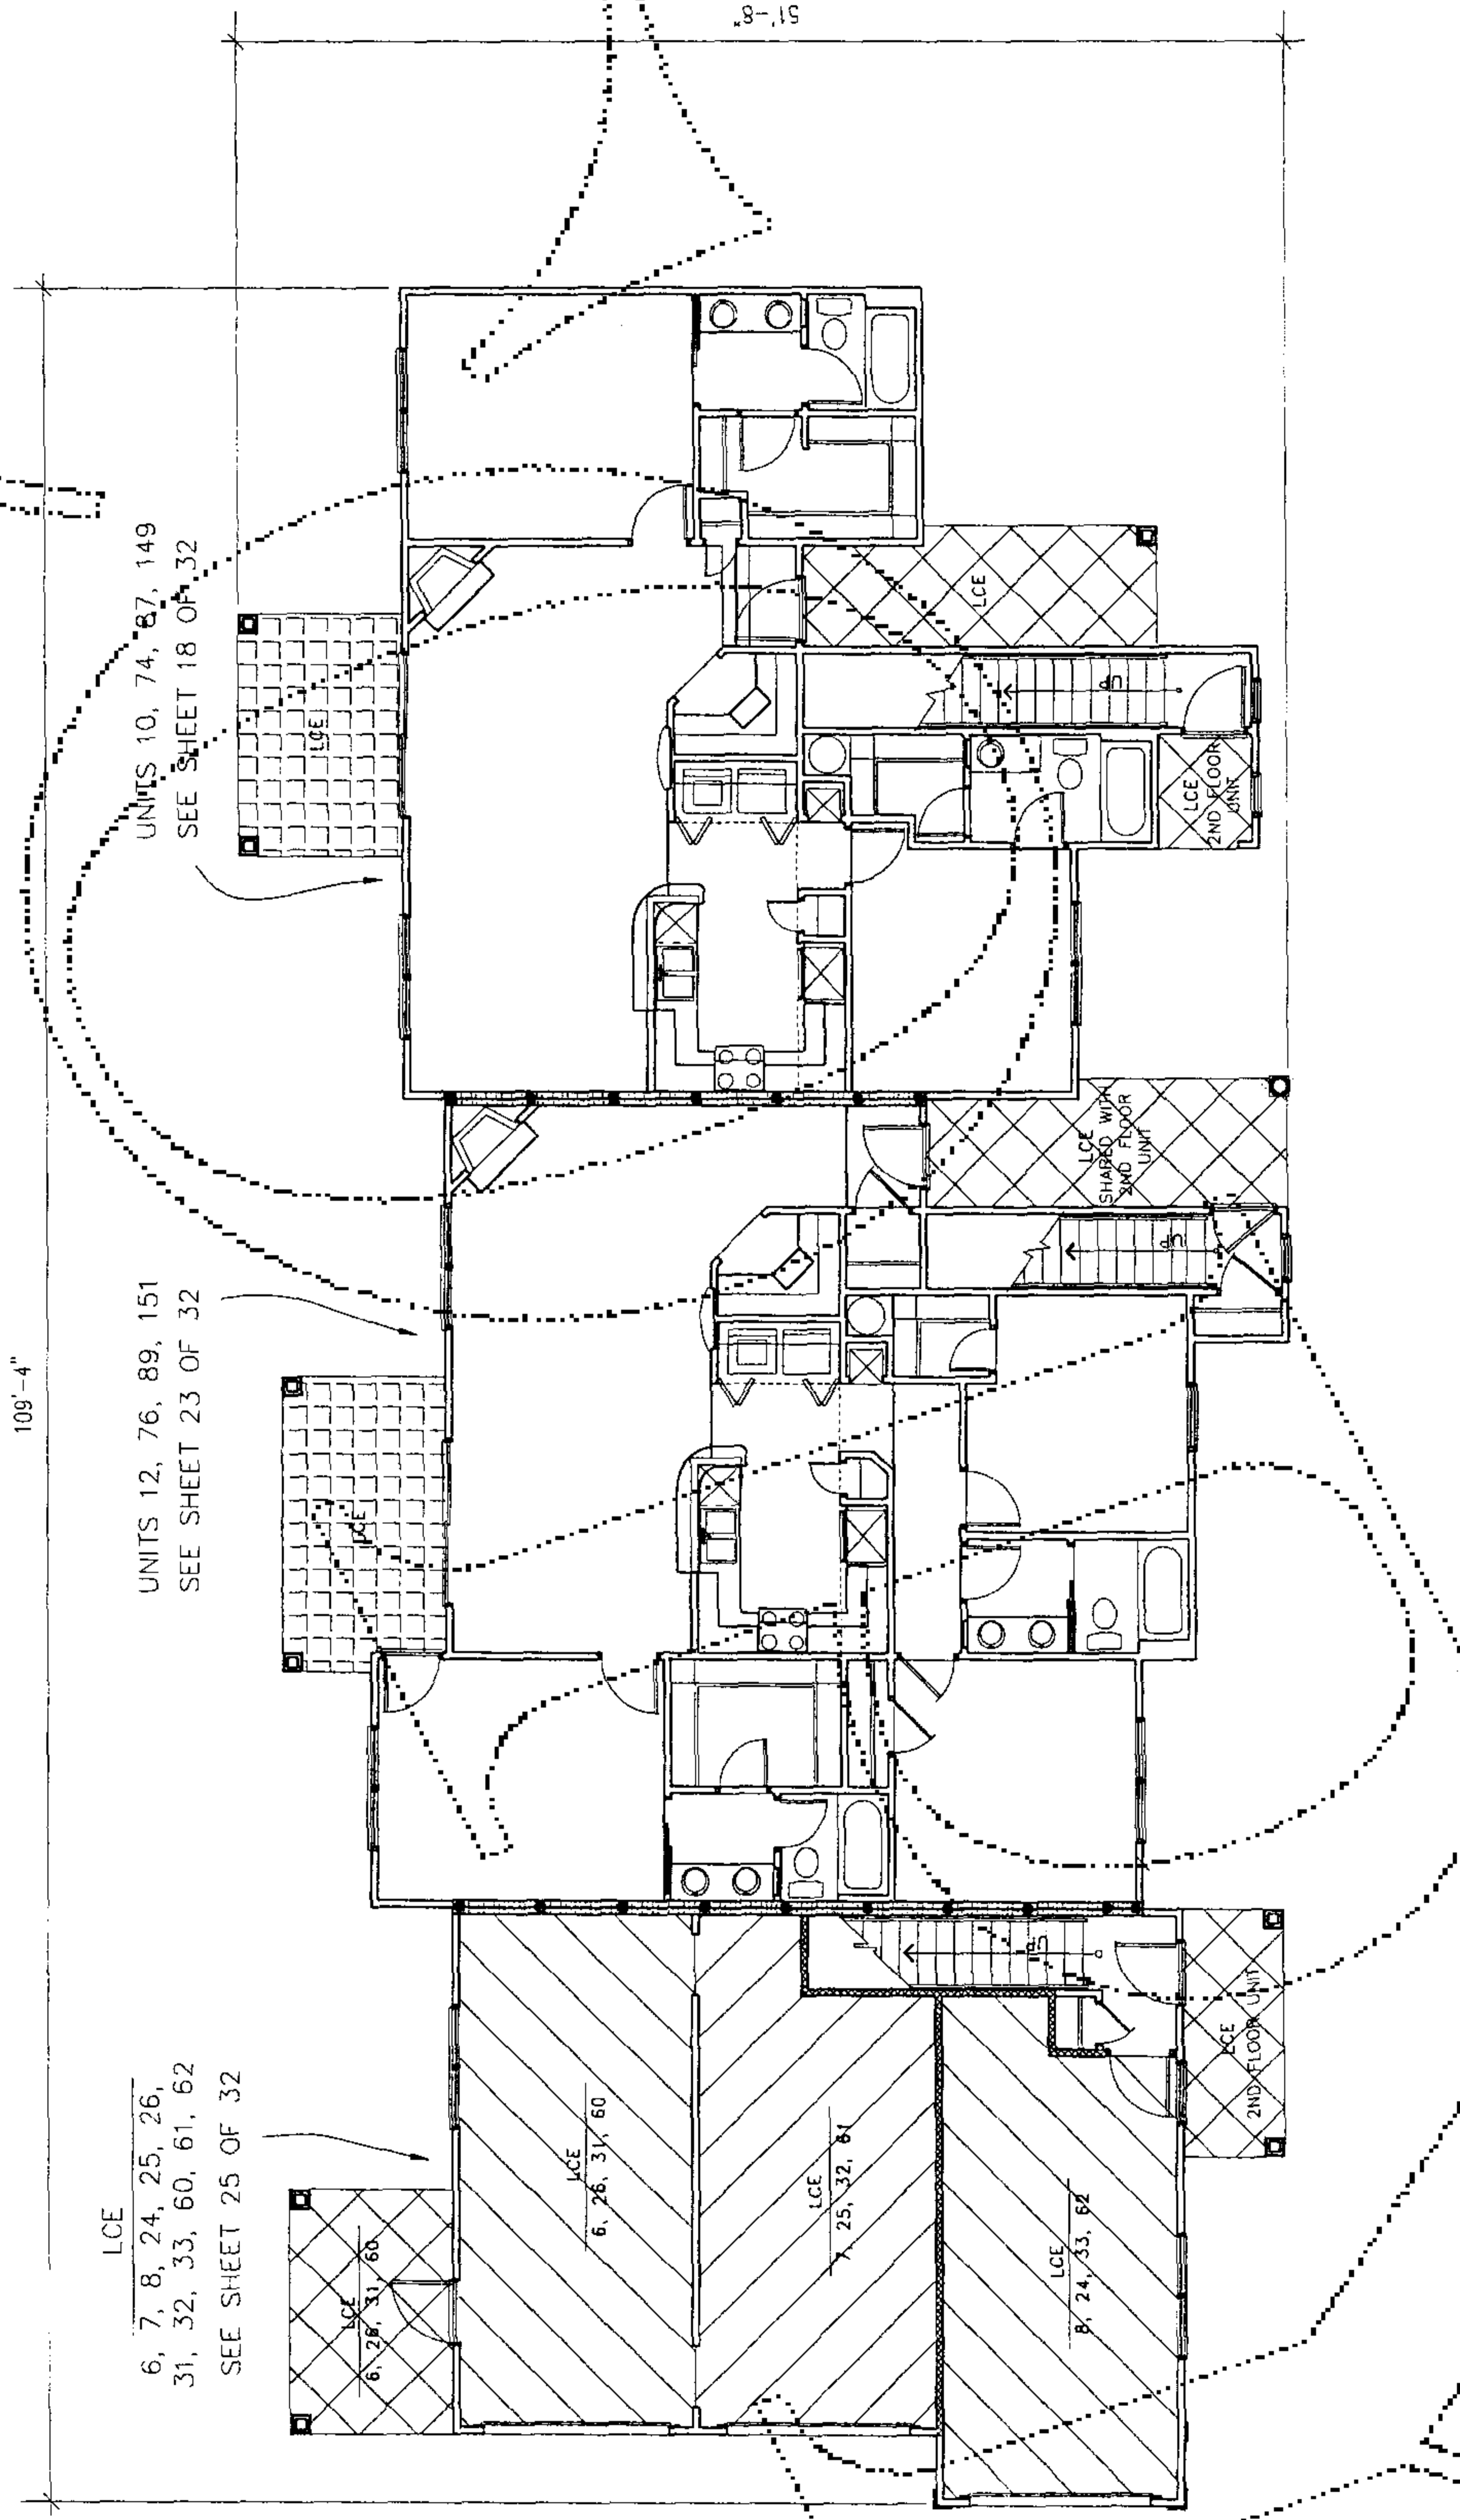 109'-4"
51'-8"
LCE
6, 7, 8, 24, 25, 26,
31, 32, 33, 60, 61, 62
SEE SHEET 25 OF 32
UNITS 12, 76, 89, 151
SEE SHEET 23 OF 32
UNITS 10, 74, 87, 149
SEE SHEET 18 OF 32
LCE
6, 26, 31, 60
LCE
LCE
LCE
6, 26, 31, 60
LCE
7, 25, 32, 61
LCE
8, 24, 33, 62
up
up
up
LCE
2ND FLOOR UNIT
LCE
SHARED WITH
2ND FLOOR
UNIT
LCE
2ND FLOOR
UNIT
LCE